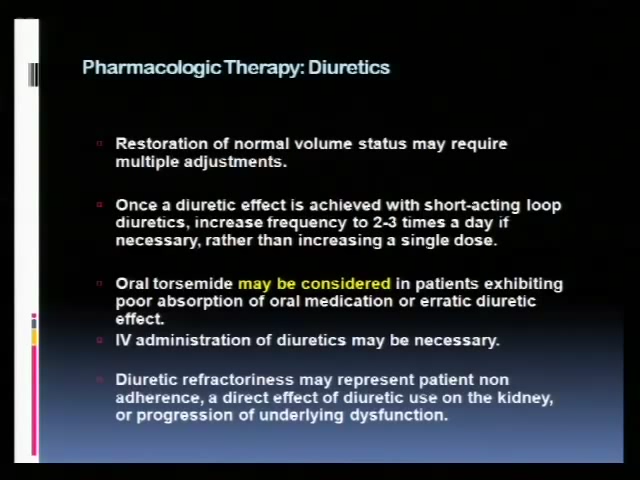 Pharmacologic Therapy: Diuretics
Restoration of normal volume status may require
multiple adjustments.
Once a diuretic effect is achieved with short-acting loop
diuretics, increase frequency to 2-3 times a day if
necessary, rather than increasing a single dose.
Oral torsemide may be considered in patients exhibiting
poor absorption of oral medication or erratic diuretic
effect.
IV administration of diuretics may be necessary.
Diuretic refractoriness may represent patient non
adherence, a direct effect of diuretic use on the kidney,
or progression of underlying dysfunction.